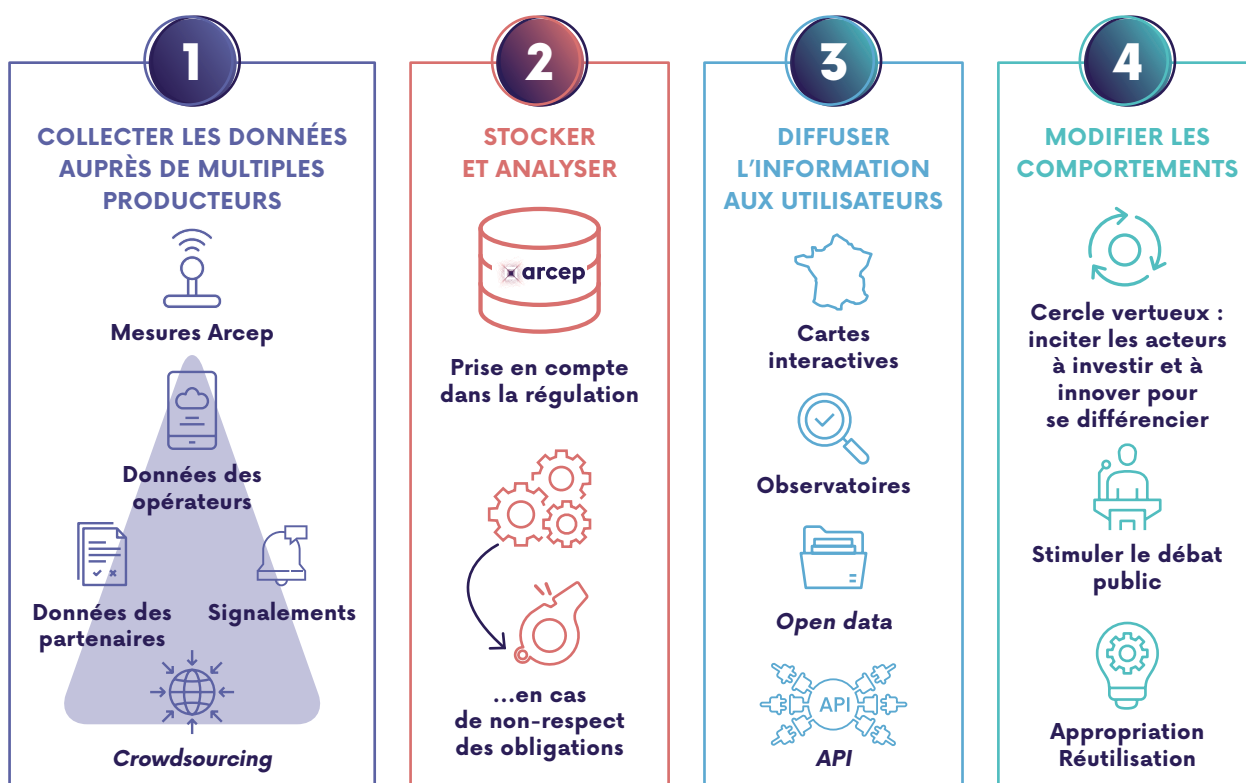 1
COLLECTER LES DONNÉES
AUPRÈS DE MULTIPLES
PRODUCTEURS
Mesures Arcep
Données des
opérateurs
Données des
partenaires
Signalements
Crowdsourcing
2
STOCKER
ET ANALYSER
arcep
Prise en compte
dans la régulation
...en cas
de non-respect
des obligations
3
DIFFUSER
L’INFORMATION
AUX UTILISATEURS
Cartes
interactives
Observatoires
Open data
API
API
4
MODIFIER LES
COMPORTEMENTS
Cercle vertueux :
inciter les acteurs
à investir et à
innover pour
se différencier
Stimuler le débat
public
Appropriation
Réutilisation